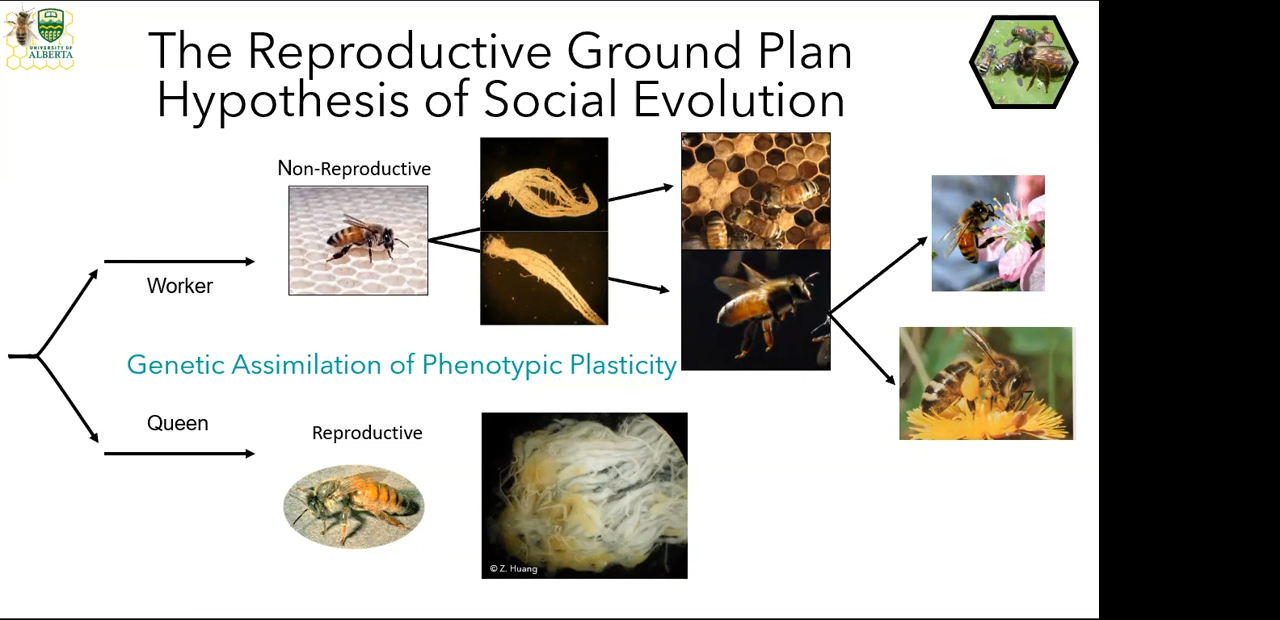 UNIVERSITY OF
ALBERTA
The Reproductive Ground Plan
Hypothesis of Social Evolution
Non-Reproductive
Worker
Genetic Assimilation of Phenotypic Plasticity
Queen
Reproductive
© Z. Huang